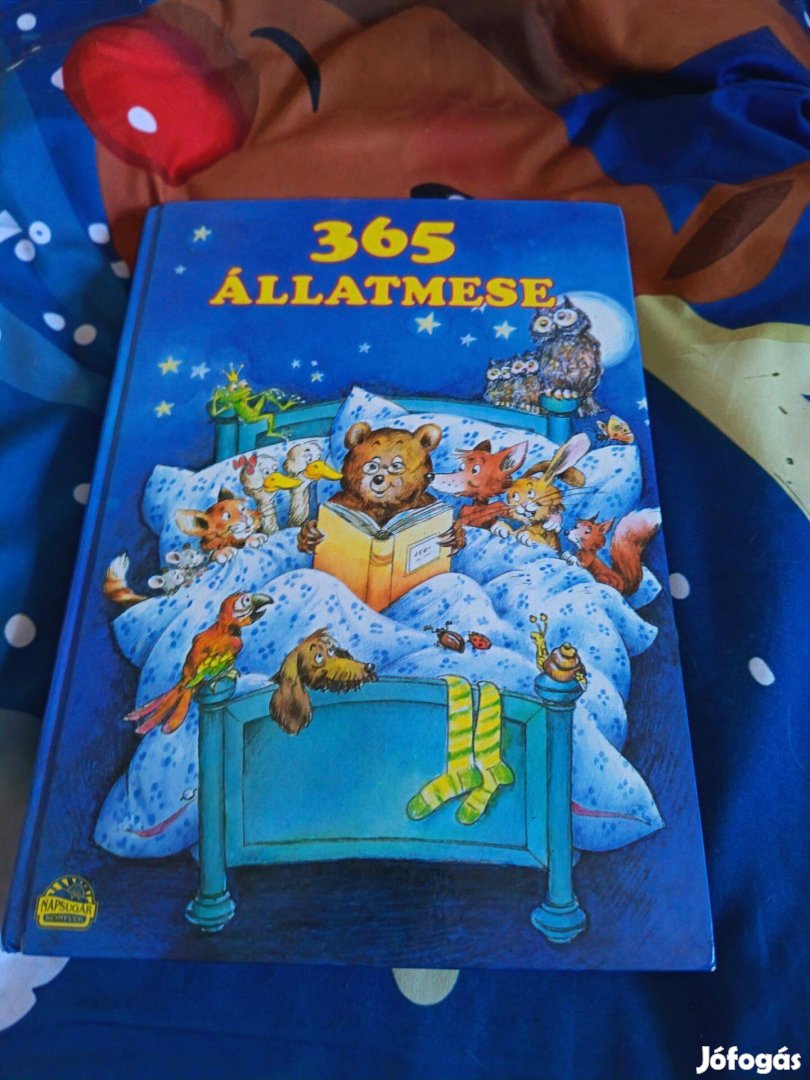 365
ÁLLATMESE
NAPSUGÁR
KÖNYVEK
Jófogás